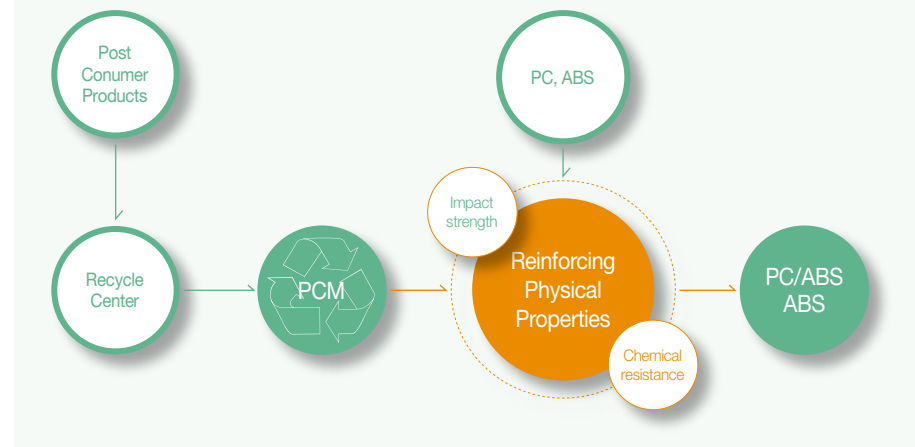 Post
Conumer
Products
PC, ABS
Impact
strength
Recycle
Center
PCM
Reinforcing
Physical
Properties
PC/ABS
ABS
Chemical
resistance